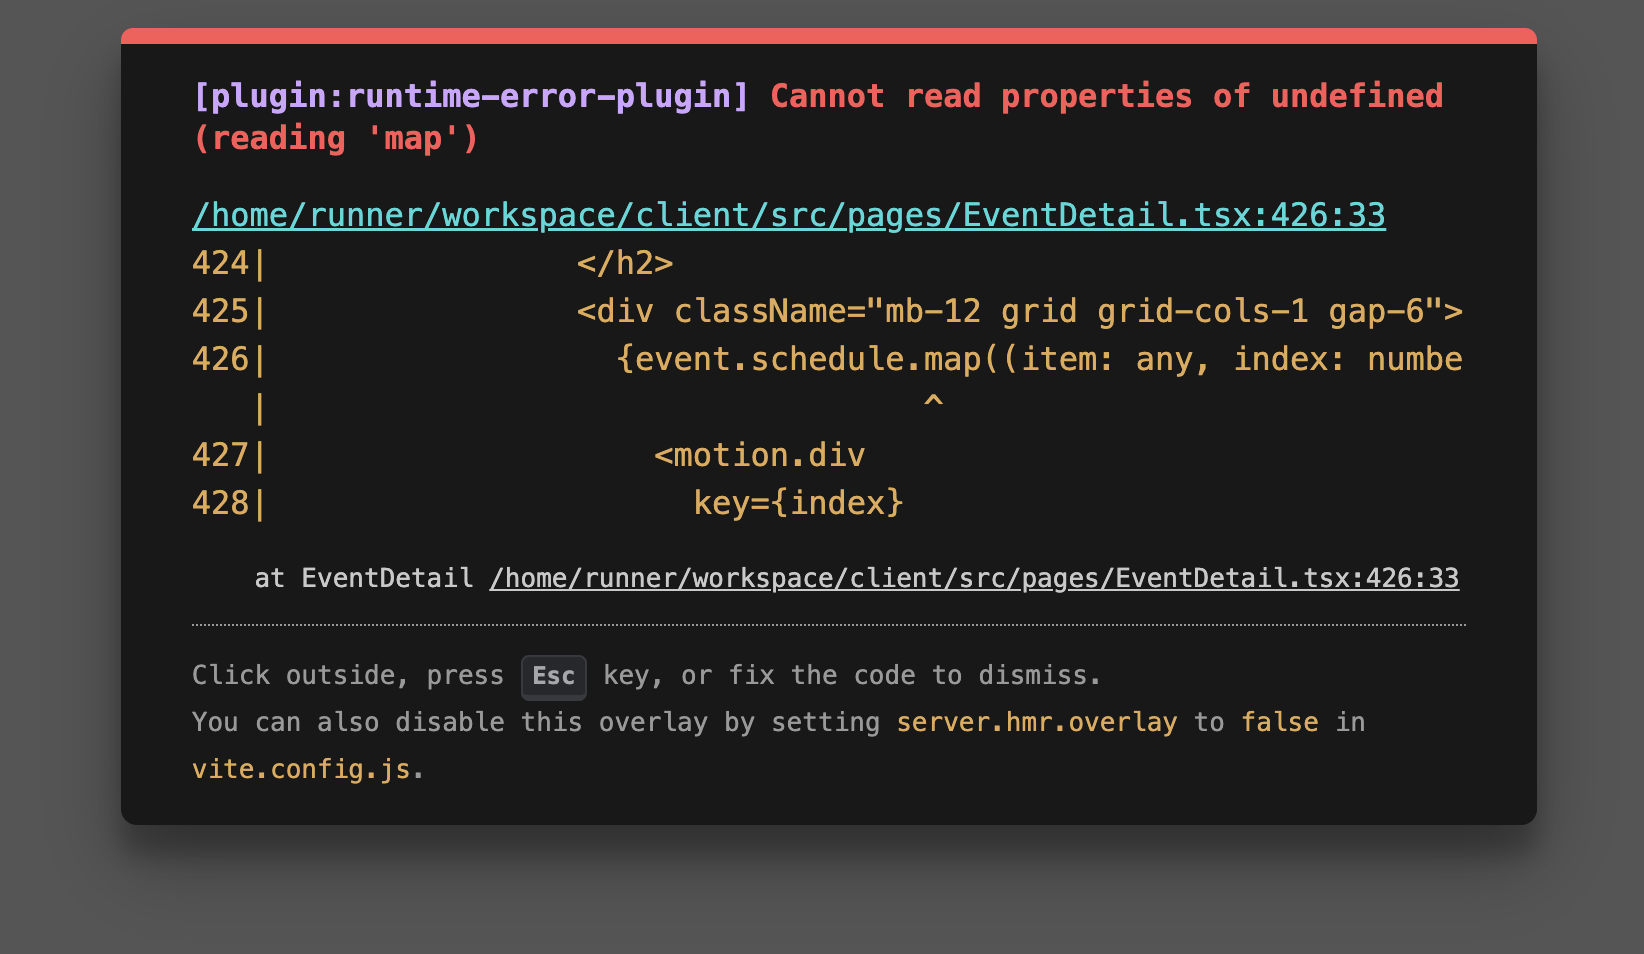 [plugin:runtime-error-plugin] Cannot read properties of undefined
(reading 'map')
/home/runner/workspace/client/src/pages/EventDetail.tsx:426:33
424|                </h2>
425|                <div className="mb-12 grid grid-cols-1 gap-6">
426|                  {event.schedule.map((item: any, index: numbe
   |                                  ^
427|                    <motion.div
428|                      key={index}
at EventDetail /home/runner/workspace/client/src/pages/EventDetail.tsx:426:33
Click outside, press Esc key, or fix the code to dismiss.
You can also disable this overlay by setting server.hmr.overlay to false in
vite.config.js.